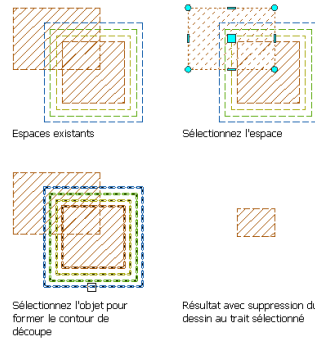 Espaces existants
Sélectionnez l'espace
Sélectionnez l'objet pour
former le contour de
découpe
Résultat avec suppression du
dessin au trait sélectionné